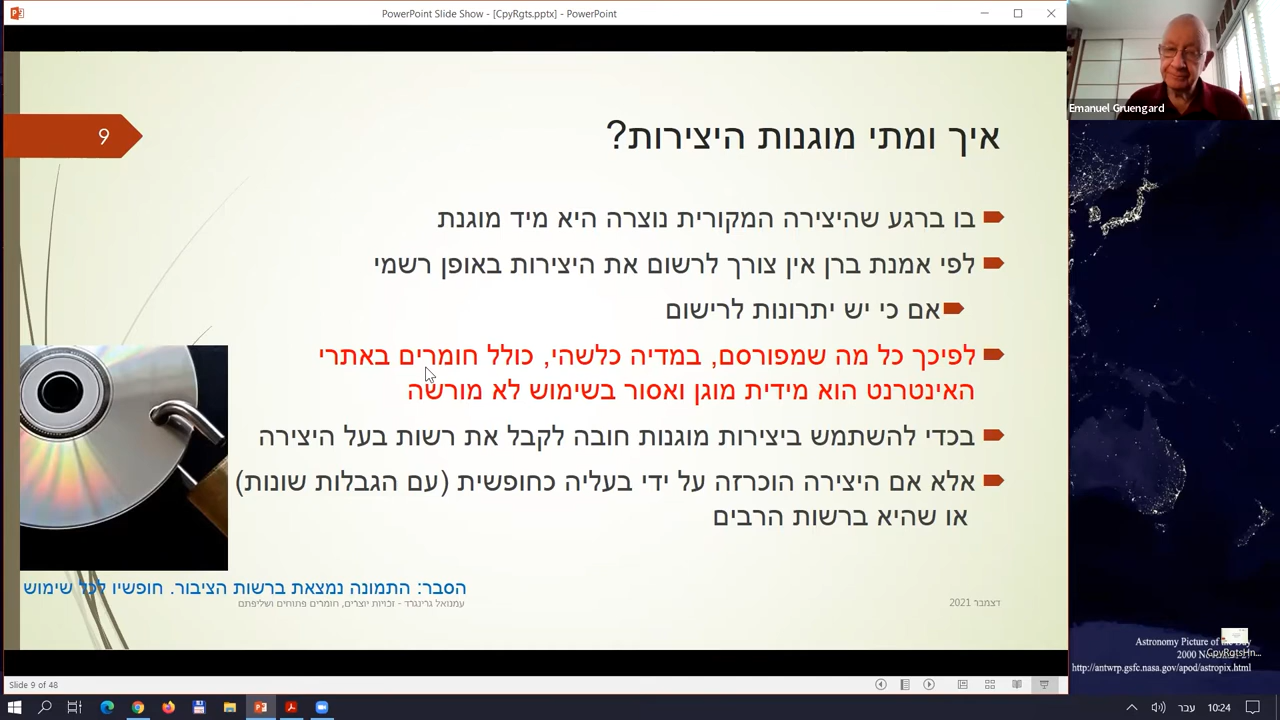 PowerPoint Slide Show - [CpyRgts.pptx] - PowerPoint
Emanuel Gruengard
9
איך ומתי מוגנות היצירות?
בו ברגע שהיצירה המקורית נוצרה היא מיד מוגנת
לפי אמנת ברן אין צורך לרשום את היצירות באופן רשמי
אם כי יש יתרונות לרישום
לפיכך כל מה שמפורסם, במדיה כלשהי, כולל חומרים באתרי
האינטרנט הוא מידית מוגן ואסור בשימוש לא מורשה
בכדי להשתמש ביצירות מוגנות חובה לקבל את רשות בעל היצירה
אלא אם היצירה הוכרזה על ידי בעליה כחופשית (עם הגבלות שונות)
או שהיא ברשות הרבים
הסבר: התמונה נמצאת ברשות הציבור. חופשיו לכל שימוש
דצמבר 2021
עמנואל גרינגרד - זכויות יוצרים, חומרים פתוחים ושליפתם
Astronomy Picture of the Day
2000 N
CpyRgtsHn...
http://antwrp.gsfc.nasa.gov/apod/astropix.html
Slide 9 of 48
עבר
10:24